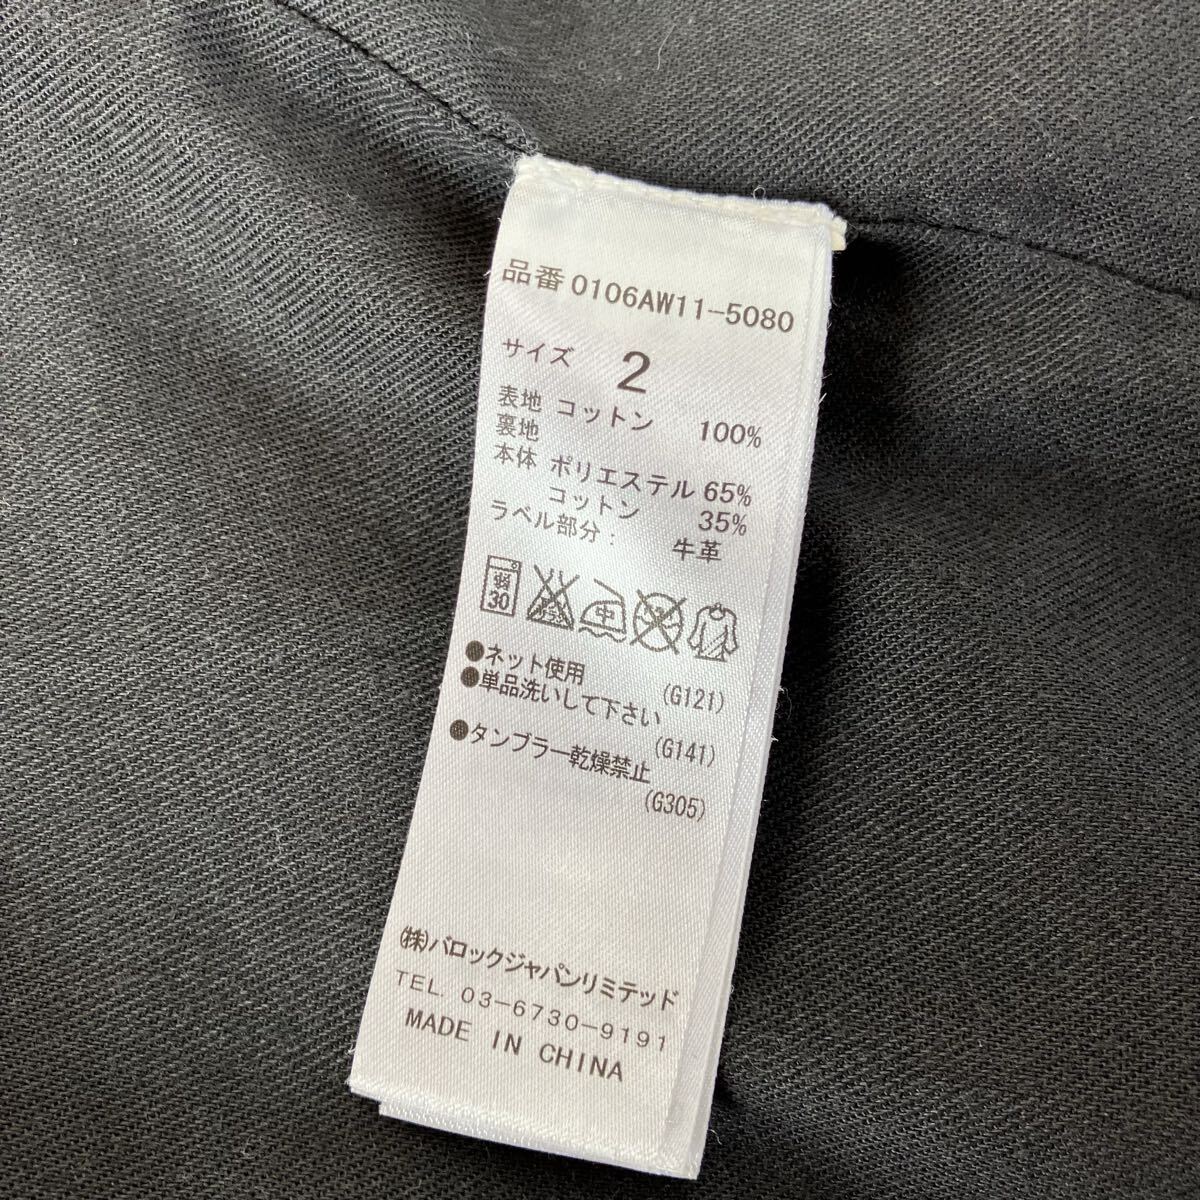 品番 0106AW11-5080
サイズ 2
表地 コットン 100%
裏地
本体 ポリエステル 65%
コットン 35%
ラベル部分： 牛革
弱
30
中
●ネット使用
(G121)
●単品洗いして下さい
(G141)
●タンブラー乾燥禁止
(G305)
(株)バロックジャパンリミテッド
TEL. 03-6730-9191
MADE IN CHINA